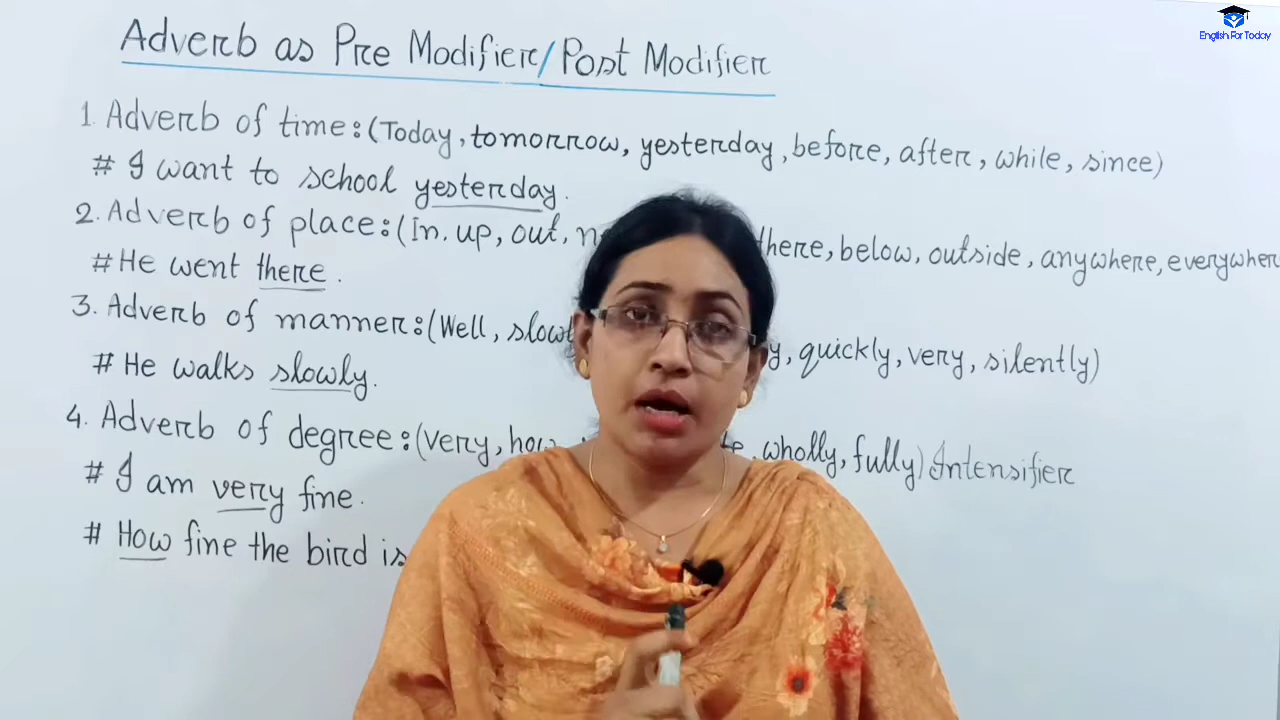 Adverb as Pre Modifier/Post Modifier
English For Today
1. Adverb of time:(Today, tomorrow, yesterday, before, after, while, since)
# I want to school yesterday.
2. Adverb of place:(In, up, out, there, below, outside, anywhere, everywher
# He went there.
3. Adverb of manner:(Well, quickly, very, silently)
# He walks slowly.
4. Adverb of degree:(very, how wholly, fully) Intensifier
# I am very fine.
# How fine the bird is